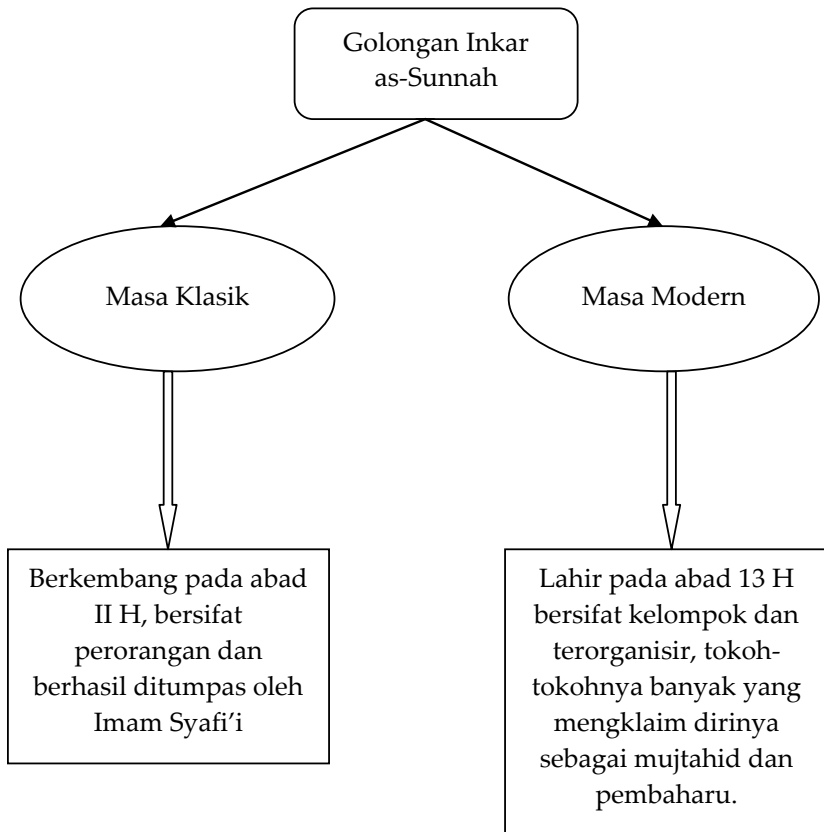 Golongan Inkar
as-Sunnah
Masa Klasik
Masa Modern
Berkembang pada abad
II H, bersifat
perorangan dan
berhasil ditumpas oleh
Imam Syafi’i
Lahir pada abad 13 H
bersifat kelompok dan
terorganisir, tokoh-
tokohnya banyak yang
mengklaim dirinya
sebagai mujtahid dan
pembaharu.